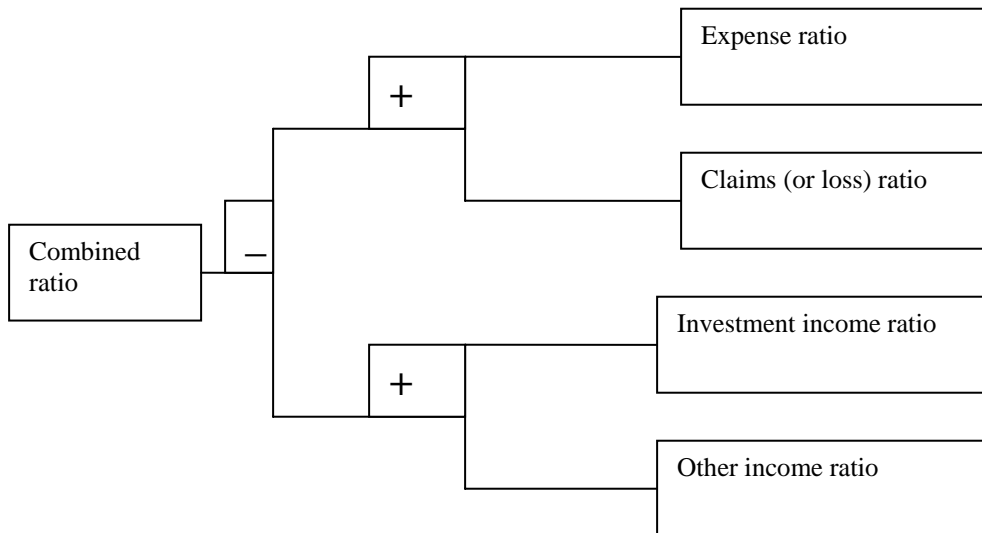 Expense ratio
+
Claims (or loss) ratio
Combined
ratio
–
Investment income ratio
+
Other income ratio